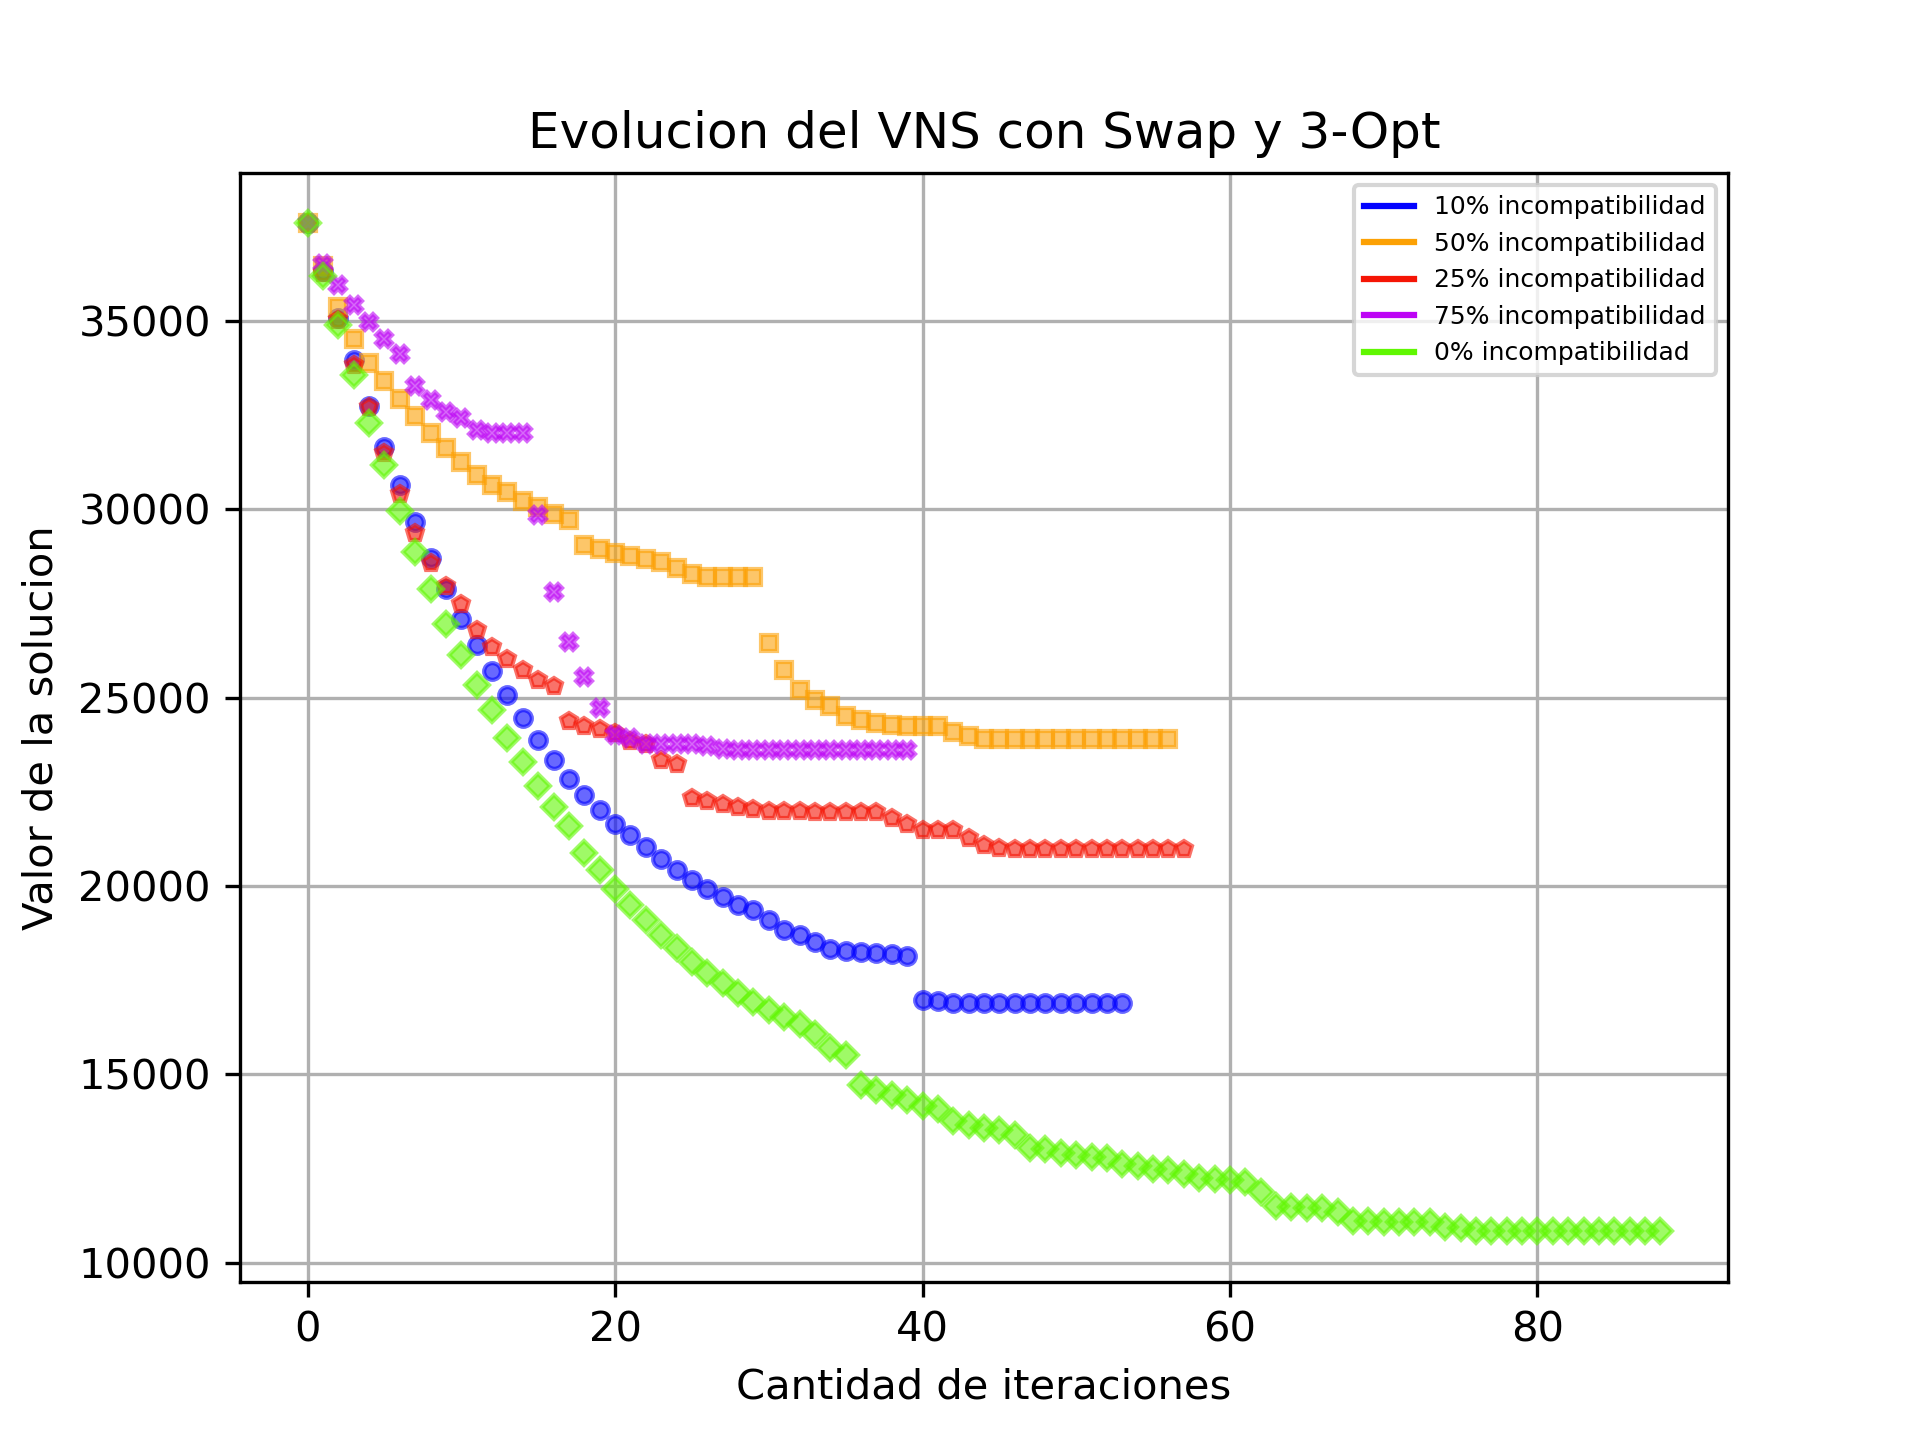 Evolucion del VNS con Swap y 3-Opt
10% incompatibilidad
50% incompatibilidad
25% incompatibilidad
75% incompatibilidad
0% incompatibilidad
Valor de la solucion
35000
30000
25000
20000
15000
10000
0 20 40 60 80
Cantidad de iteraciones